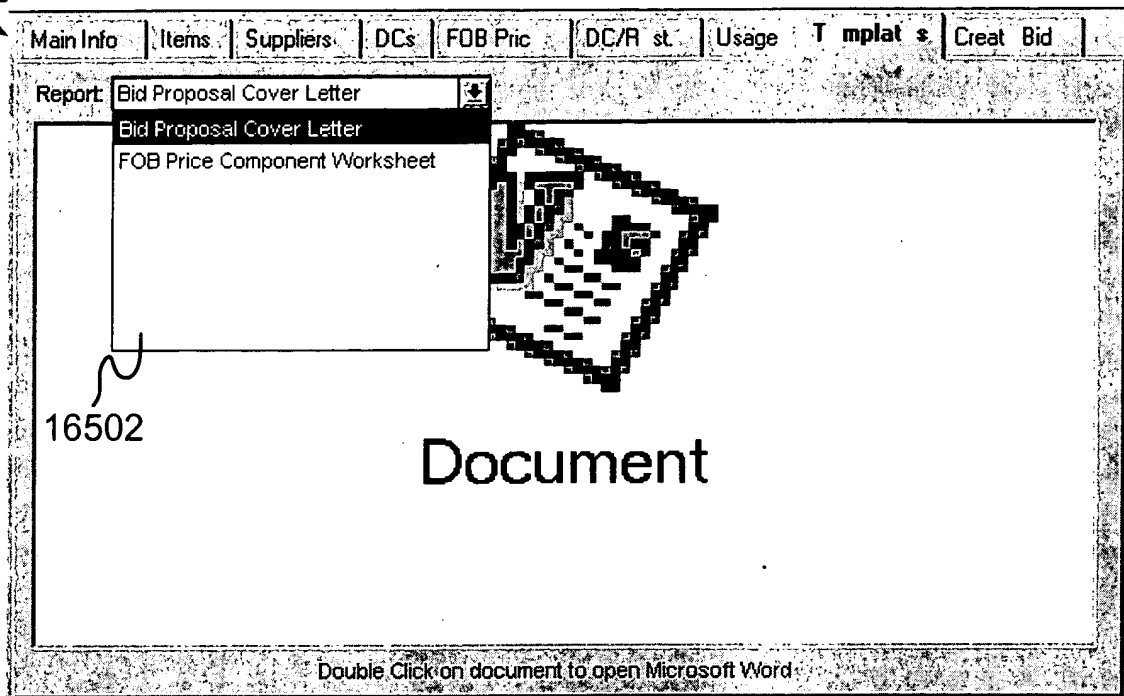 Main Info Items Suppliers DCs FOB Pric DC/R st. Usage T mplat s Creat Bid
Report: Bid Proposal Cover Letter
Bid Proposal Cover Letter
FOB Price Component Worksheet
16502
Document
Double Click on document to open Microsoft Word